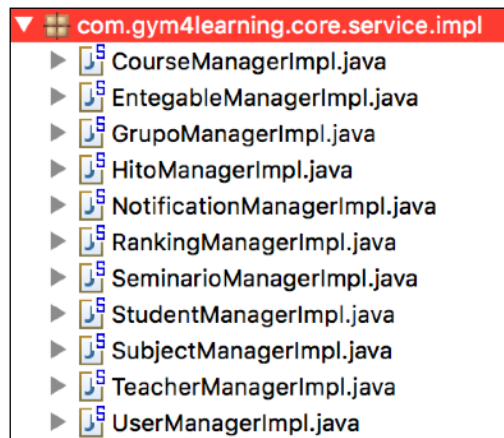 com.gym4learning.core.service.impl
CourseManagerImpl.java
EntegableManagerImpl.java
GrupoManagerImpl.java
HitoManagerImpl.java
NotificationManagerImpl.java
RankingManagerImpl.java
SeminarioManagerImpl.java
StudentManagerImpl.java
SubjectManagerImpl.java
TeacherManagerImpl.java
UserManagerImpl.java